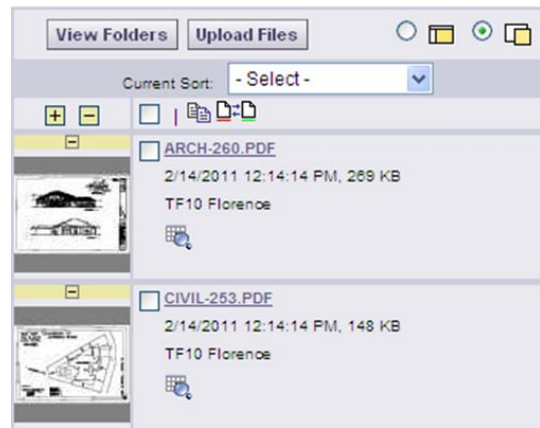 View Folders Upload Files
Current Sort: - Select -
ARCH-260.PDF
2/14/2011 12:14:14 PM, 269 KB
TF10 Florence
CIVIL-253.PDF
2/14/2011 12:14:14 PM, 148 KB
TF10 Florence